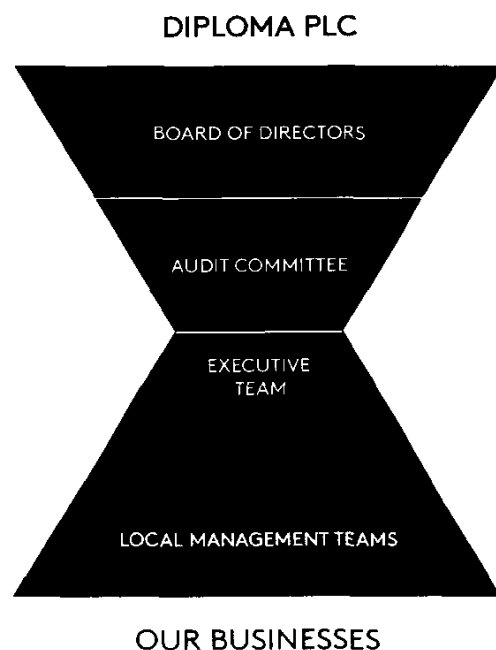 DIPLOMA PLC
BOARD OF DIRECTORS
AUDIT COMMITTEE
EXECUTIVE
TEAM
LOCAL MANAGEMENT TEAMS
OUR BUSINESSES